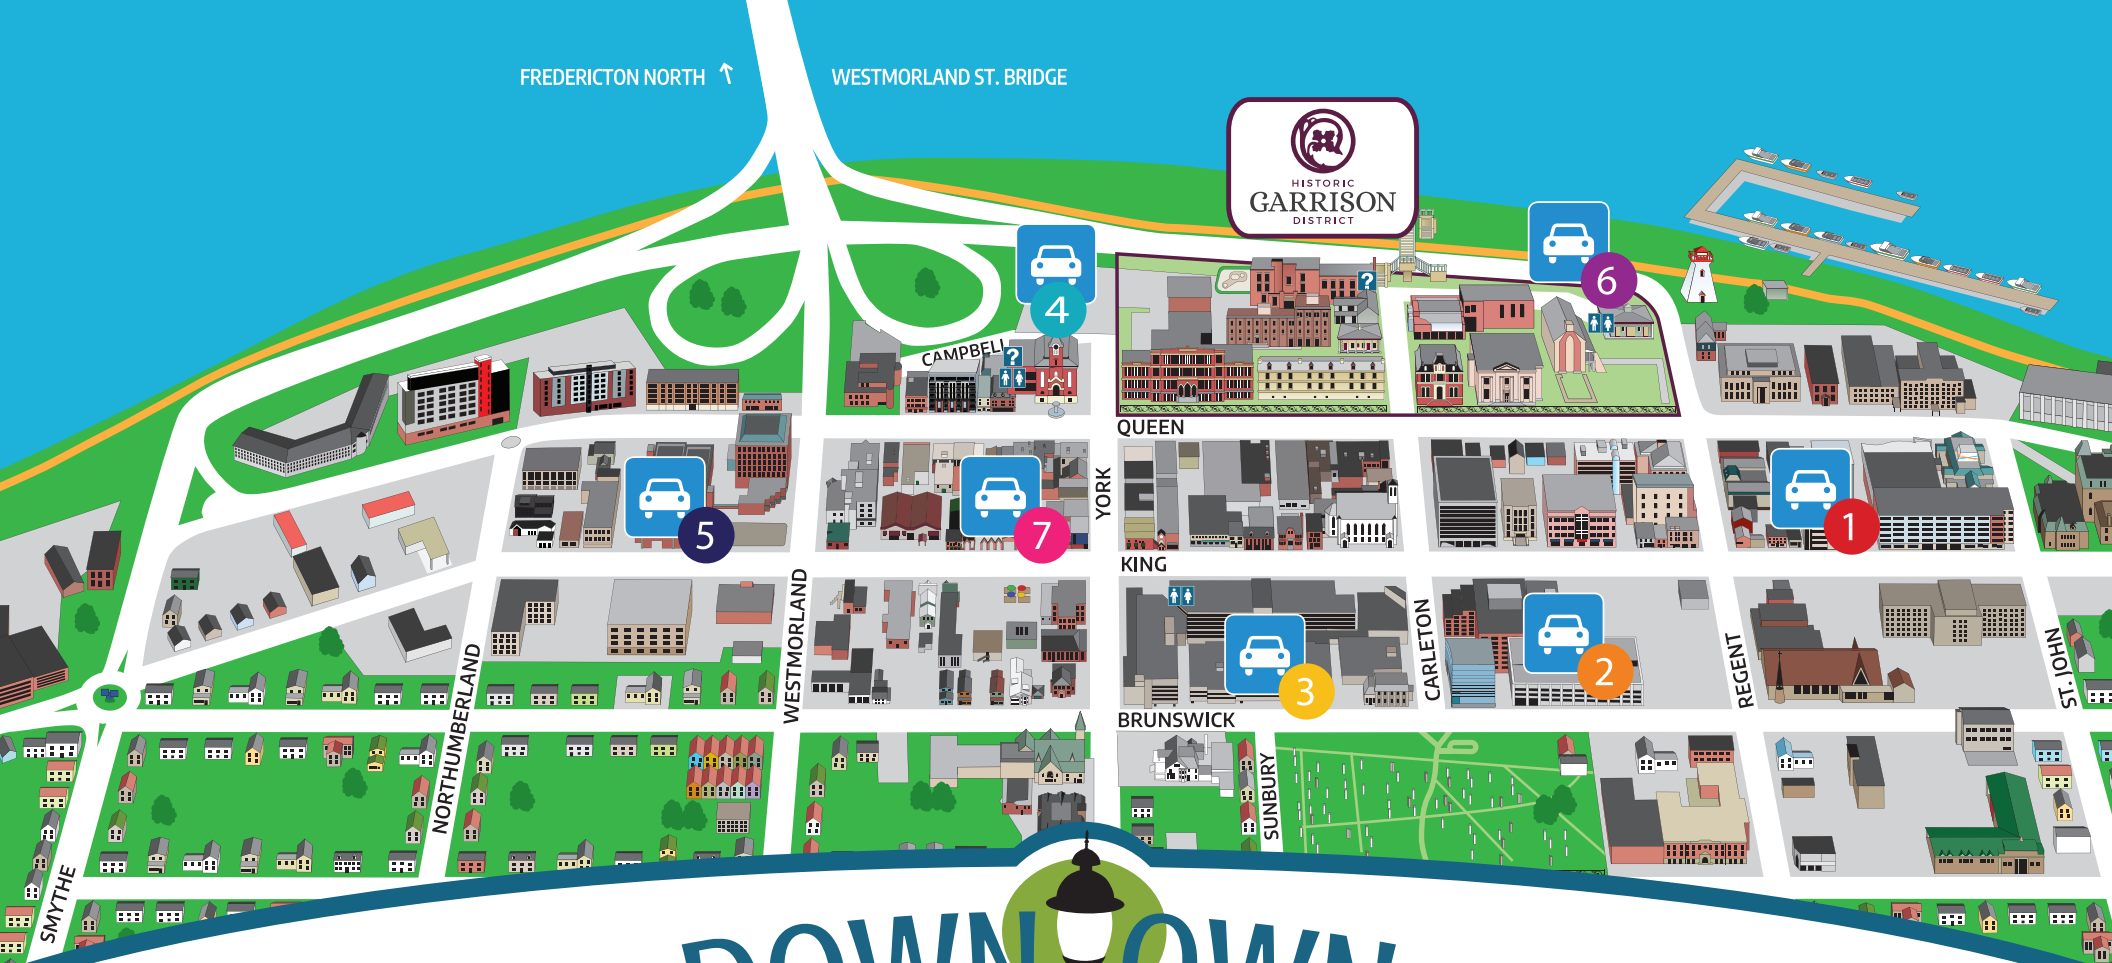 FREDERICTON NORTH
WESTMORLAND ST. BRIDGE
HISTORIC
GARRISON
DISTRICT
4
6
CAMPBELL
?
?
QUEEN
5
7
YORK
1
KING
WESTMORLAND
CARLETON
2
3
REGENT
ST. JOHN
NORTHUMBERLAND
BRUNSWICK
SUNBURY
SMYTHE
DOWNTOWN